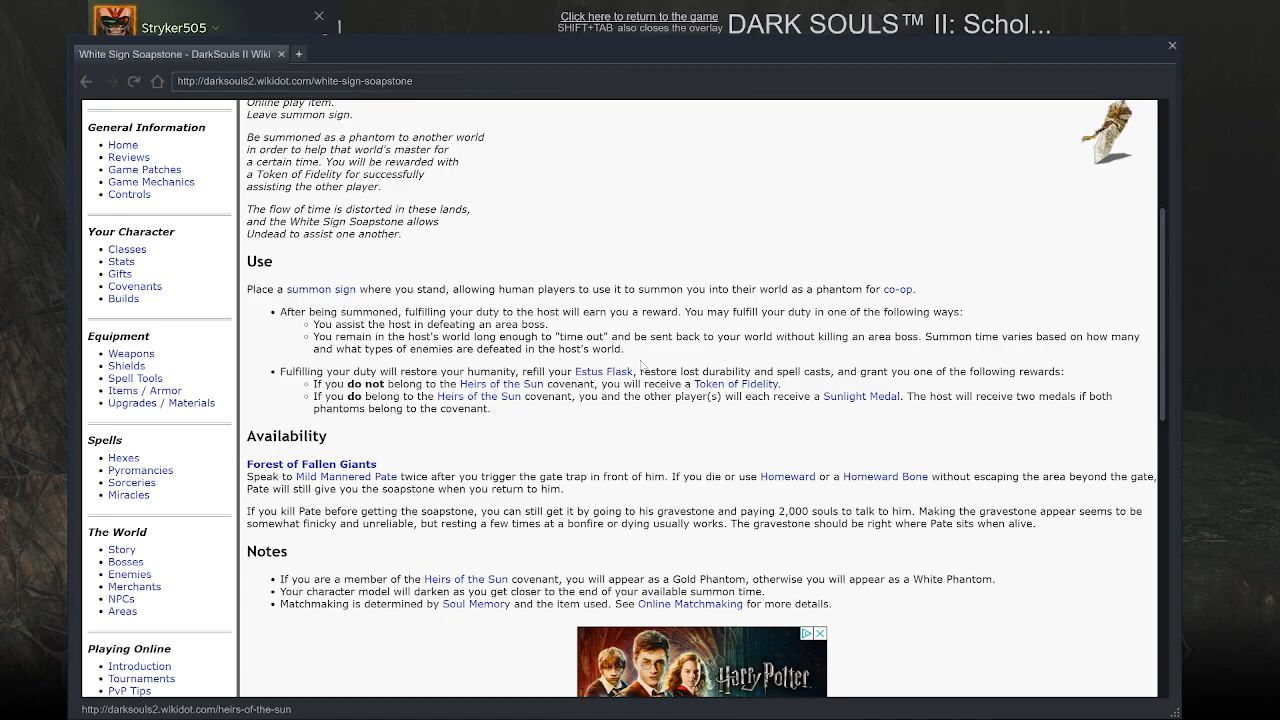 Stryker505
Click here to return to the game
SHIFT+TAB also closes the overlay
DARK SOULS™ II: Schol...
White Sign Soapstone - DarkSouls II Wiki
http://darksouls2.wikidot.com/white-sign-soapstone
General Information
Home
Reviews
Game Patches
Game Mechanics
Controls
Your Character
Classes
Stats
Gifts
Covenants
Builds
Equipment
Weapons
Shields
Spell Tools
Items / Armor
Upgrades / Materials
Spells
Hexes
Pyromancies
Sorceries
Miracles
The World
Story
Bosses
Enemies
Merchants
NPCs
Areas
Playing Online
Introduction
Tournaments
PvP Tips
Online play item.
Leave summon sign.
Be summoned as a phantom to another world
in order to help that world's master for
a certain time. You will be rewarded with
a Token of Fidelity for successfully
assisting the other player.
The flow of time is distorted in these lands,
and the White Sign Soapstone allows
Undead to assist one another.
Use
Place a summon sign where you stand, allowing human players to use it to summon you into their world as a phantom for co-op.
After being summoned, fulfilling your duty to the host will earn you a reward. You may fulfill your duty in one of the following ways:
You assist the host in defeating an area boss.
You remain in the host's world long enough to "time out" and be sent back to your world without killing an area boss. Summon time varies based on how many
and what types of enemies are defeated in the host's world.
Fulfilling your duty will restore your humanity, refill your Estus Flask, restore lost durability and spell casts, and grant you one of the following rewards:
If you do not belong to the Heirs of the Sun covenant, you will receive a Token of Fidelity.
If you do belong to the Heirs of the Sun covenant, you and the other player(s) will each receive a Sunlight Medal. The host will receive two medals if both
phantoms belong to the covenant.
Availability
Forest of Fallen Giants
Speak to Mild Mannered Pate twice after you trigger the gate trap in front of him. If you die or use Homeward or a Homeward Bone without escaping the area beyond the gate,
Pate will still give you the soapstone when you return to him.
If you kill Pate before getting the soapstone, you can still get it by going to his gravestone and paying 2,000 souls to talk to him. Making the gravestone appear seems to be
somewhat finicky and unreliable, but resting a few times at a bonfire or dying usually works. The gravestone should be right where Pate sits when alive.
Notes
If you are a member of the Heirs of the Sun covenant, you will appear as a Gold Phantom, otherwise you will appear as a White Phantom.
Your character model will darken as you get closer to the end of your available summon time.
Matchmaking is determined by Soul Memory and the item used. See Online Matchmaking for more details.
Harry Potter
http://darksouls2.wikidot.com/heirs-of-the-sun